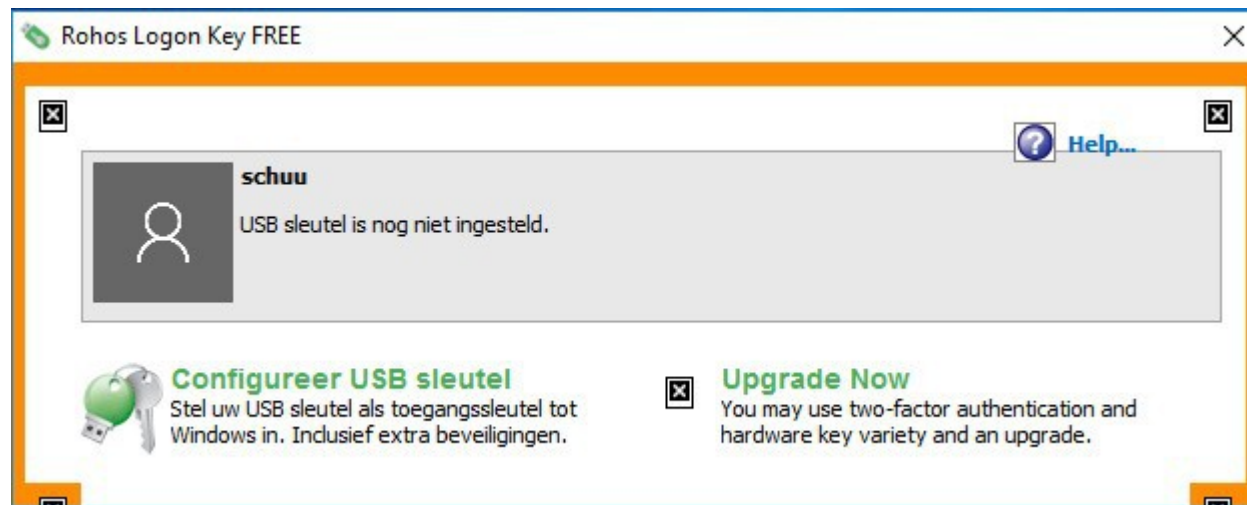 Rohos Logon Key FREE
Help...
schuu
USB sleutel is nog niet ingesteld.
Configureer USB sleutel
Stel uw USB sleutel als toegangssleutel tot
Windows in. Inclusief extra beveiligingen.
Upgrade Now
You may use two-factor authentication and
hardware key variety and an upgrade.